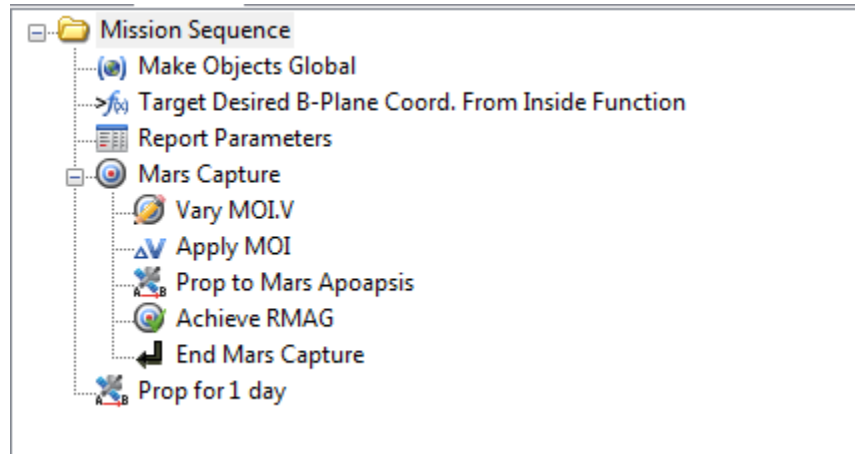 Mission Sequence
Make Objects Global
Target Desired B-Plane Coord. From Inside Function
Report Parameters
Mars Capture
Vary MOI.V
Apply MOI
Prop to Mars Apoapsis
Achieve RMAG
End Mars Capture
Prop for 1 day